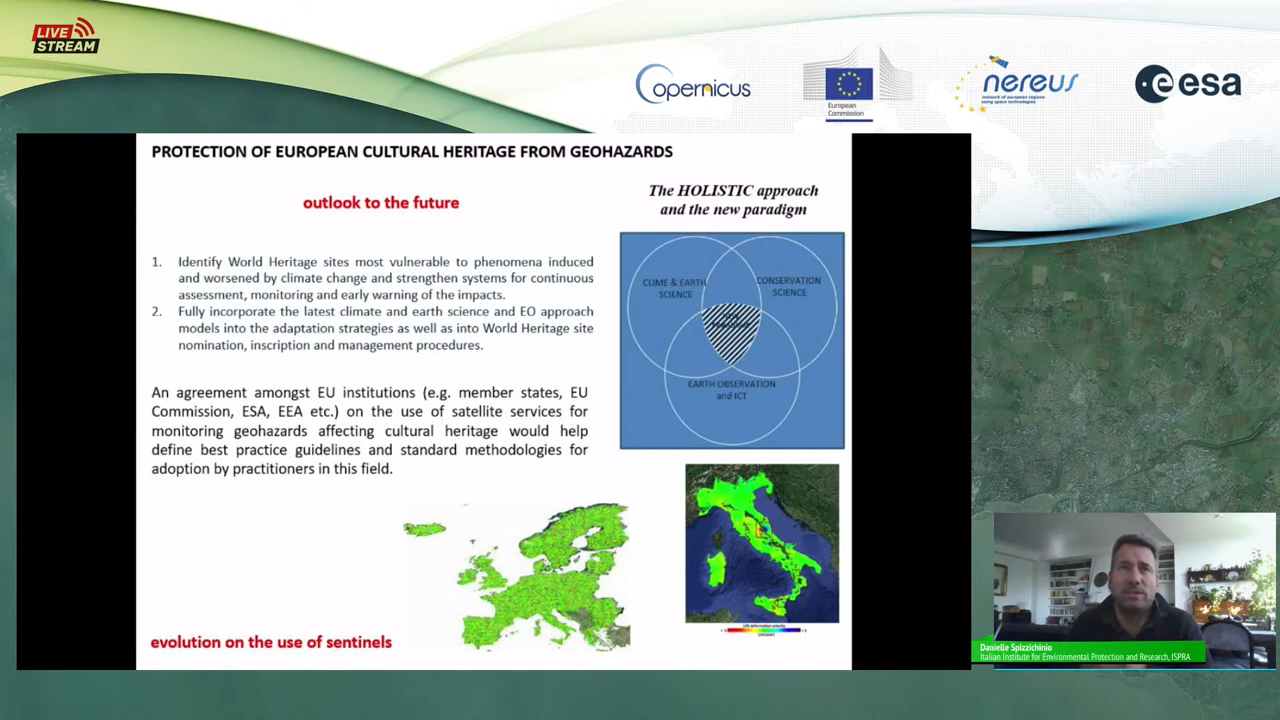 LIVE
STREAM
Copernicus
European
Commission
nereus
network of european regions
using space technologies
esa
PROTECTION OF EUROPEAN CULTURAL HERITAGE FROM GEOHAZARDS
outlook to the future
The HOLISTIC approach
and the new paradigm
1. Identify World Heritage sites most vulnerable to phenomena induced
and worsened by climate change and strengthen systems for continuous
assessment, monitoring and early warning of the impacts.
2. Fully incorporate the latest climate and earth science and EO approach
models into the adaptation strategies as well as into World Heritage site
nomination, inscription and management procedures.
CLIME & EARTH
SCIENCE
CONSERVATION
SCIENCE
EARTH OBSERVATION
and ICT
An agreement amongst EU institutions (e.g. member states, EU
Commission, ESA, EEA etc.) on the use of satellite services for
monitoring geohazards affecting cultural heritage would help
define best practice guidelines and standard methodologies for
adoption by practitioners in this field.
evolution on the use of sentinels
Danielle Spizzichinio
Italian Institute for Environmental Protection and Research, ISPRA